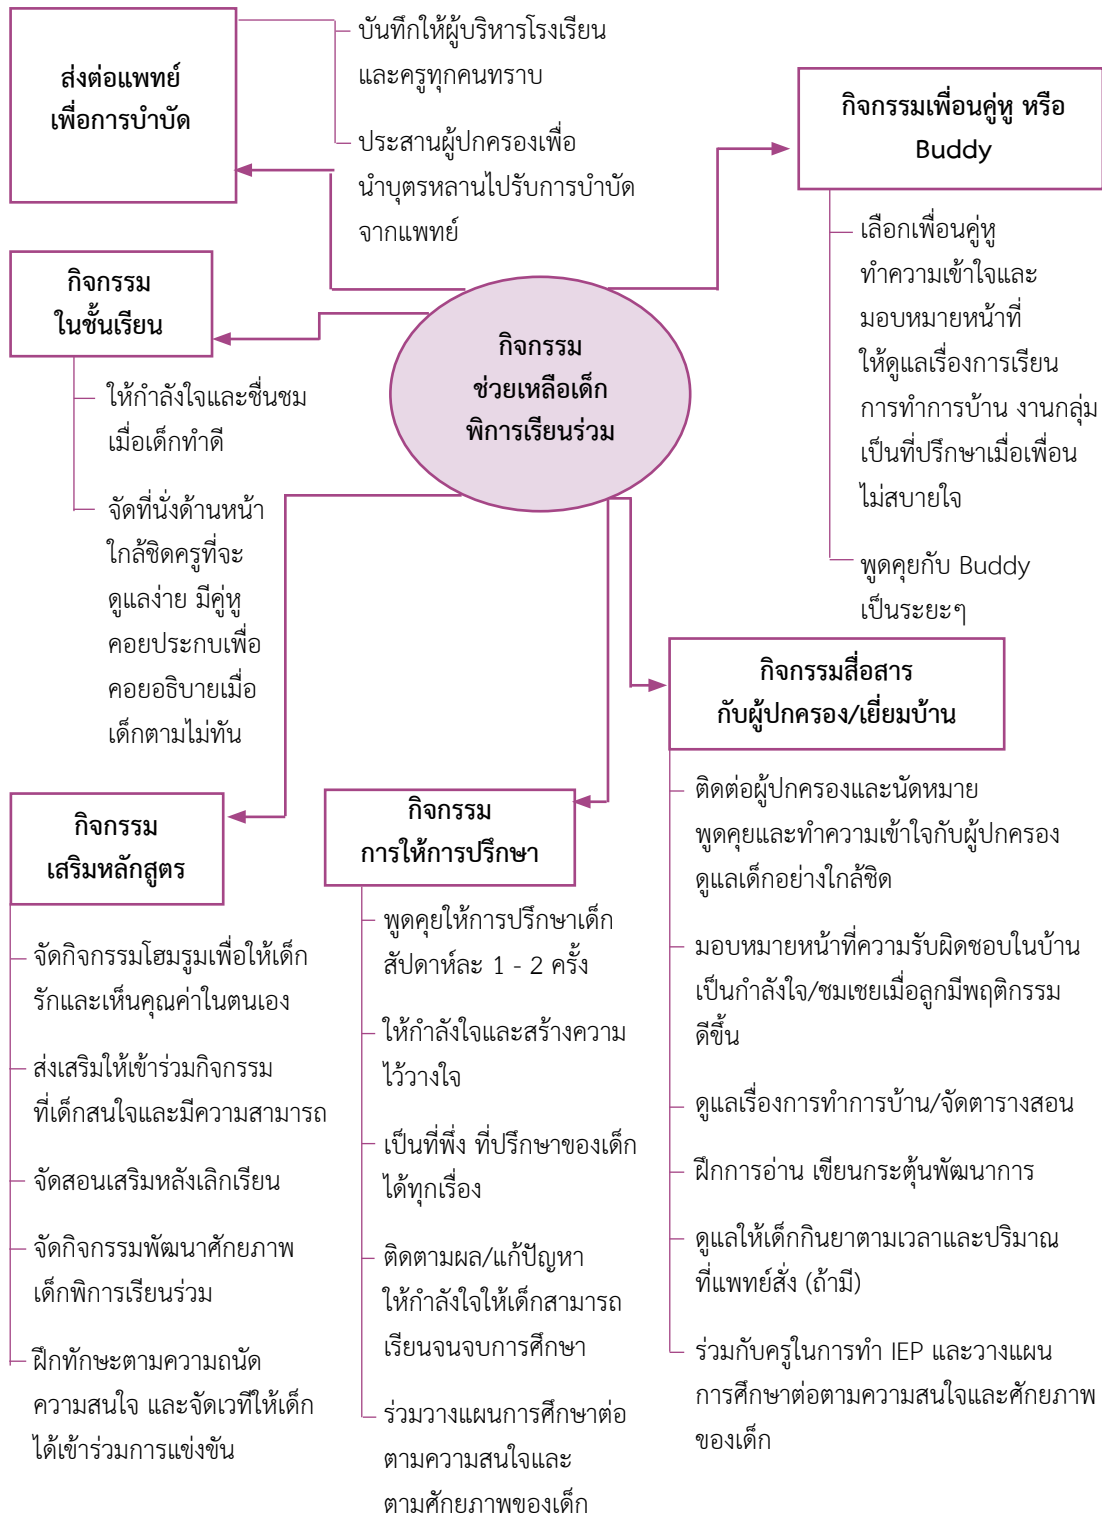 ส่งต่อแพทย์
เพื่อการบำบัด
บันทึกให้ผู้บริหารโรงเรียน
และครูทุกคนทราบ
ประสานผู้ปกครองเพื่อ
นำบุตรหลานไปรับการบำบัด
จากแพทย์
กิจกรรมเพื่อนคู่หู หรือ
Buddy
เลือกเพื่อนคู่หู
ทำความเข้าใจและ
มอบหมายหน้าที่
ให้ดูแลเรื่องการเรียน
การทำการบ้าน งานกลุ่ม
เป็นที่ปรึกษาเมื่อเพื่อน
ไม่สบายใจ
พูดคุยกับ Buddy
เป็นระยะๆ
กิจกรรม
ในชั้นเรียน
ให้กำลังใจและชื่นชม
เมื่อเด็กทำดี
จัดที่นั่งด้านหน้า
ใกล้ชิดครูที่จะ
ดูแลง่าย มีคู่หู
คอยประกบเพื่อ
คอยอธิบายเมื่อ
เด็กตามไม่ทัน
กิจกรรม
ช่วยเหลือเด็ก
พิการเรียนร่วม
กิจกรรมสื่อสาร
กับผู้ปกครอง/เยี่ยมบ้าน
ติดต่อผู้ปกครองและนัดหมาย
พูดคุยและทำความเข้าใจกับผู้ปกครอง
ดูแลเด็กอย่างใกล้ชิด
มอบหมายหน้าที่ความรับผิดชอบในบ้าน
เป็นกำลังใจ/ชมเชยเมื่อลูกมีพฤติกรรม
ดีขึ้น
ดูแลเรื่องการทำการบ้าน/จัดตารางสอน
ฝึกการอ่าน เขียนกระตุ้นพัฒนาการ
ดูแลให้เด็กกินยาตามเวลาและปริมาณ
ที่แพทย์สั่ง (ถ้ามี)
ร่วมกับครูในการทำ IEP และวางแผน
การศึกษาต่อตามความสนใจและศักยภาพ
ของเด็ก
กิจกรรม
เสริมหลักสูตร
จัดกิจกรรมโฮมรูมเพื่อให้เด็ก
รักและเห็นคุณค่าในตนเอง
ส่งเสริมให้เข้าร่วมกิจกรรม
ที่เด็กสนใจและมีความสามารถ
จัดสอนเสริมหลังเลิกเรียน
จัดกิจกรรมพัฒนาศักยภาพ
เด็กพิการเรียนร่วม
ฝึกทักษะตามความถนัด
ความสนใจ และจัดเวทีให้เด็ก
ได้เข้าร่วมการแข่งขัน
กิจกรรม
การให้การปรึกษา
พูดคุยให้การปรึกษาเด็ก
สัปดาห์ละ 1 - 2 ครั้ง
ให้กำลังใจและสร้างความ
ไว้วางใจ
เป็นที่พึ่ง ที่ปรึกษาของเด็ก
ได้ทุกเรื่อง
ติดตามผล/แก้ปัญหา
ให้กำลังใจให้เด็กสามารถ
เรียนจนจบการศึกษา
ร่วมวางแผนการศึกษาต่อ
ตามความสนใจและ
ตามศักยภาพของเด็ก